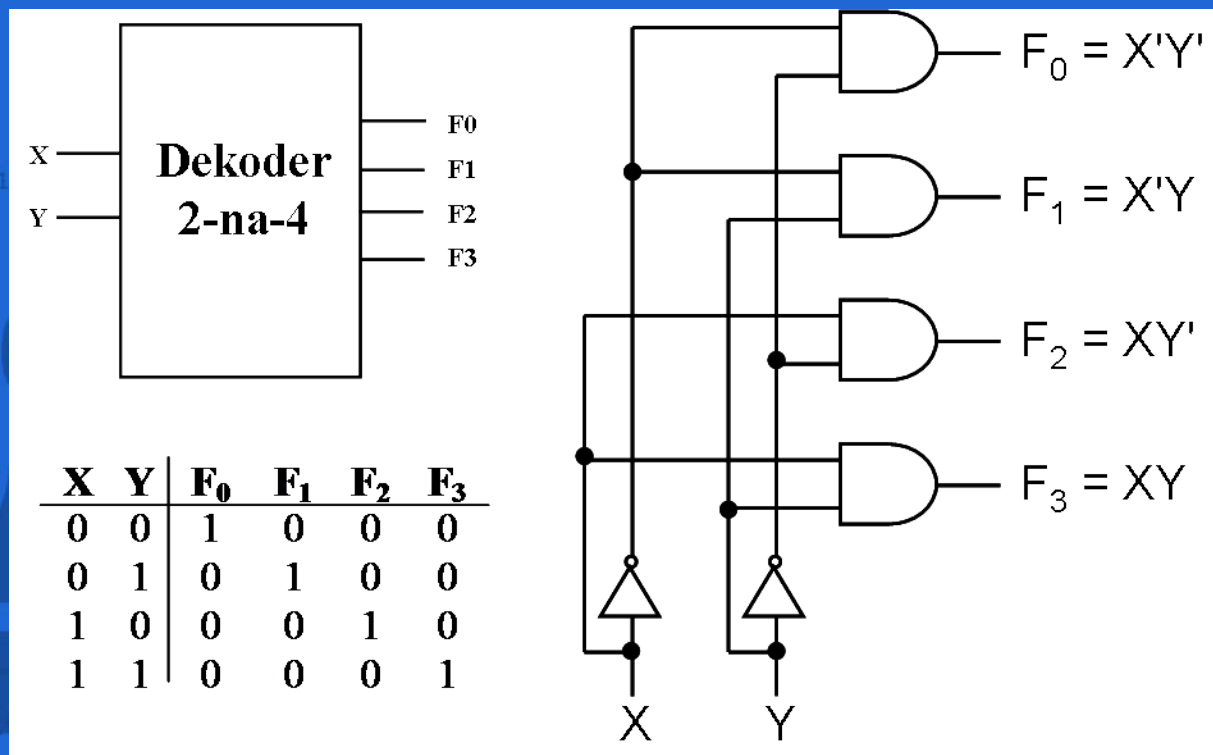 X
Y
Dekoder
2-na-4
F0
F1
F2
F3
X Y F₀ F₁ F₂ F₃
0 0 1 0 0 0
0 1 0 1 0 0
1 0 0 0 1 0
1 1 0 0 0 1
F₀ = X'Y'
F₁ = X'Y
F₂ = XY'
F₃ = XY
X Y